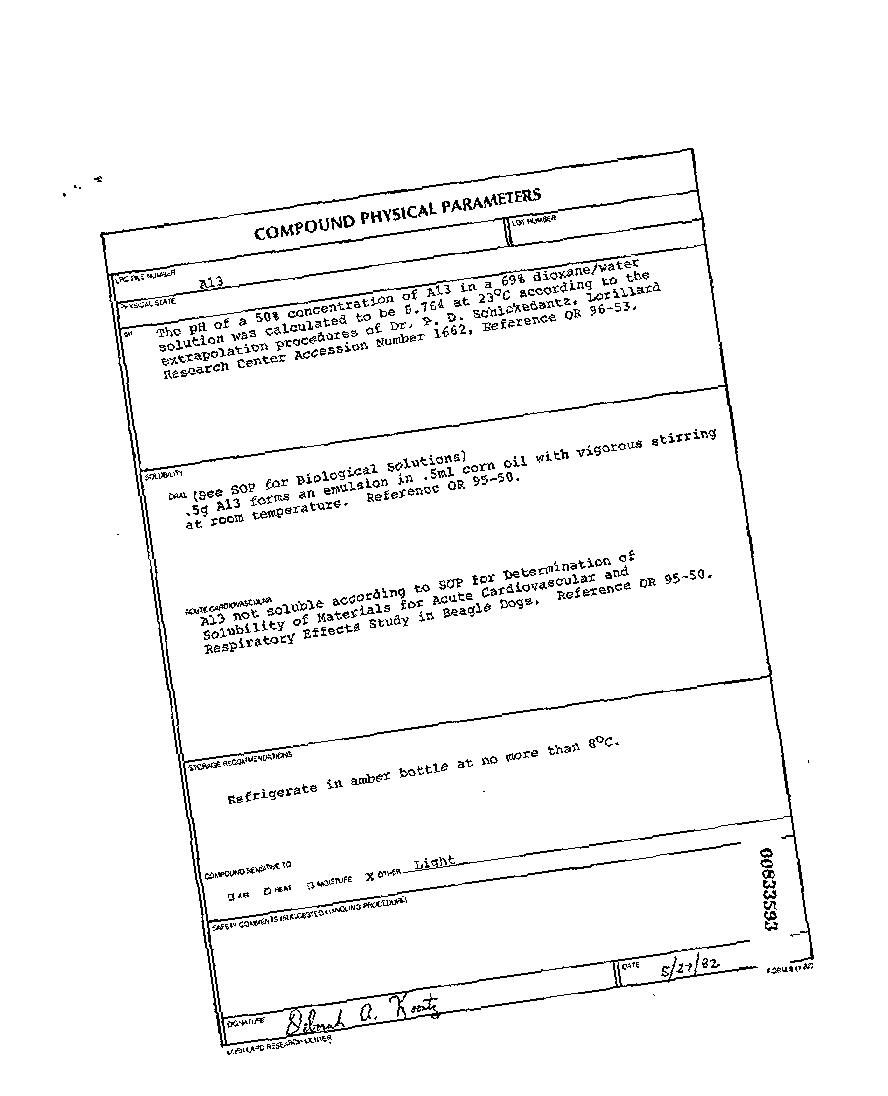 COMPOUND PHYSICAL PARAMETERS
LRC FILE NUMBER A13
LOT NUMBER
PHYSICAL STATE
pH
The pH of a 50% concentration of A13 in a 69% dioxane/water
solution was calculated to be 8.764 at 23°C according to the
extrapolation procedures of Dr. P. D. Schickedantz, Lorillard
Research Center Accession Number 1662, Reference OR 96-53.
SOLUBILITY
ORAL (See SOP for Biological Solutions)
.5g A13 forms an emulsion in .5ml corn oil with vigorous stirring
at room temperature. Reference OR 95-50.
ACUTE CARDIOVASCULAR
A13 not soluble according to SOP for Determination of
Solubility of Materials for Acute Cardiovascular and
Respiratory Effects Study in Beagle Dogs. Reference OR 95-50.
STORAGE RECOMMENDATIONS
Refrigerate in amber bottle at no more than 8°C.
COMPOUND SENSITIVE TO
AIR HEAT MOISTURE X OTHER Light
SAFETY COMMENTS (SUGGESTED HANDLING PROCEDURE)
00833593
SIGNATURE Deborah A. Koontz
DATE 5/27/82
LORILLARD RESEARCH CENTER